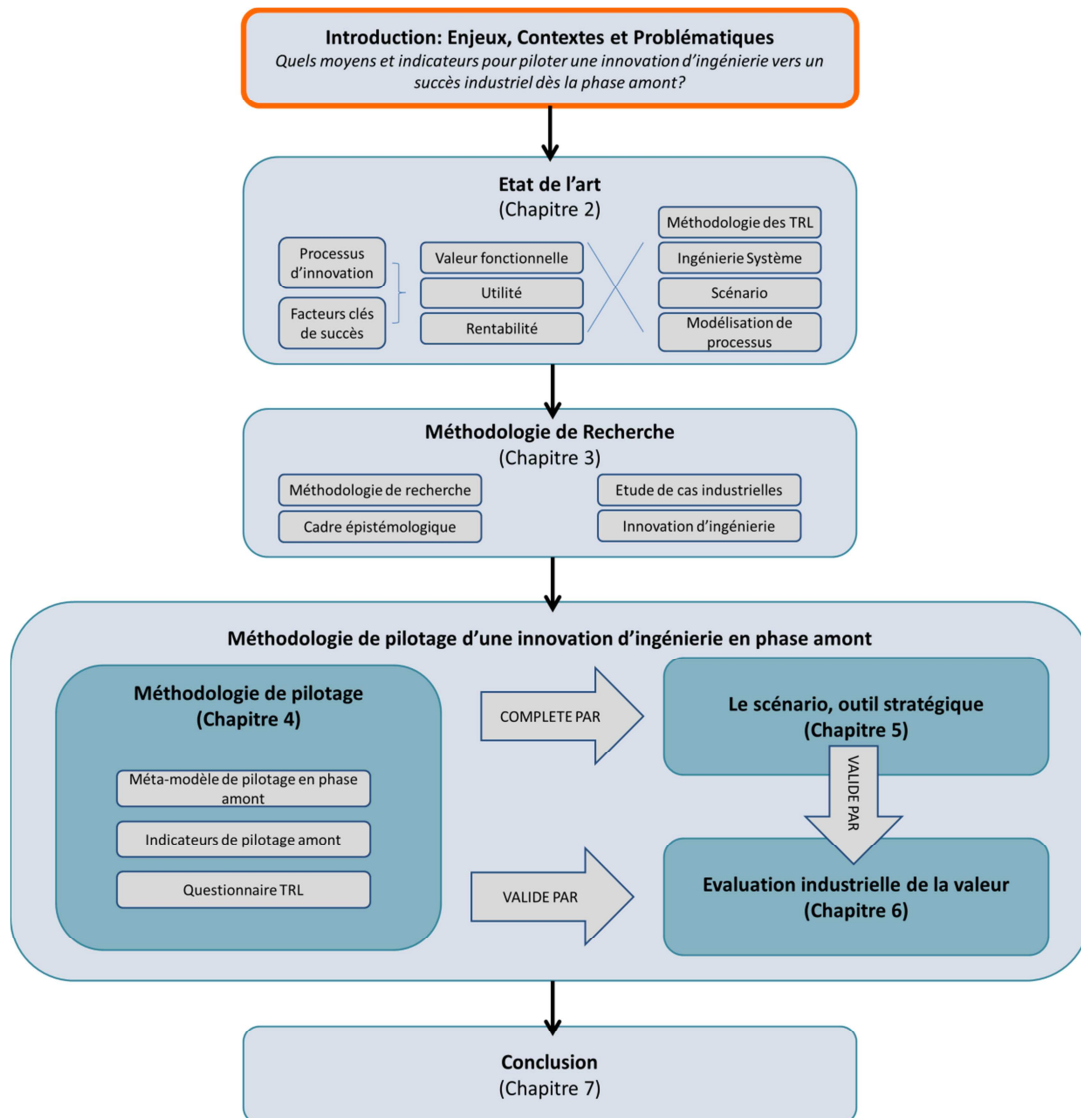 Introduction: Enjeux, Contextes et Problématiques
Quels moyens et indicateurs pour piloter une innovation d'ingénierie vers un
succès industriel dès la phase amont?
Etat de l'art
(Chapitre 2)
Processus
d'innovation
Facteurs clés
de succès
Valeur fonctionnelle
Utilité
Rentabilité
Méthodologie des TRL
Ingénierie Système
Scénario
Modélisation de
processus
Méthodologie de Recherche
(Chapitre 3)
Méthodologie de recherche
Cadre épistémologique
Etude de cas industrielles
Innovation d'ingénierie
Méthodologie de pilotage d'une innovation d'ingénierie en phase amont
Méthodologie de pilotage
(Chapitre 4)
Méta-modèle de pilotage en phase
amont
Indicateurs de pilotage amont
Questionnaire TRL
COMPLETE PAR
Le scénario, outil stratégique
(Chapitre 5)
VALIDE PAR
VALIDE PAR
Evaluation industrielle de la valeur
(Chapitre 6)
Conclusion
(Chapitre 7)